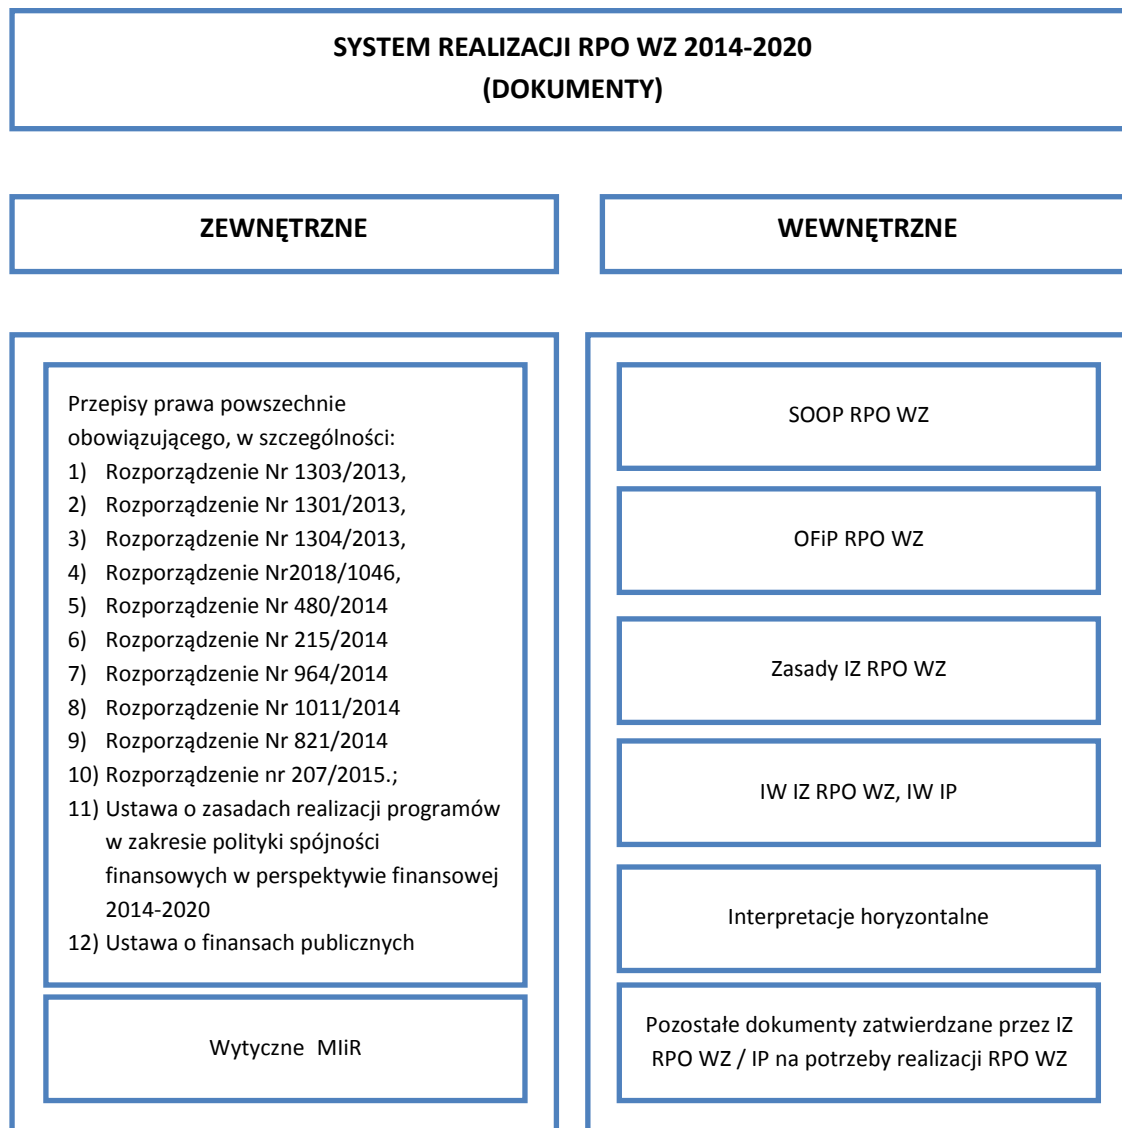 SYSTEM REALIZACJI RPO WZ 2014-2020
(DOKUMENTY)
ZEWNĘTRZNE
WEWNĘTRZNE
Przepisy prawa powszechnie
obowiązującego, w szczególności:
1) Rozporządzenie Nr 1303/2013,
2) Rozporządzenie Nr 1301/2013,
3) Rozporządzenie Nr 1304/2013,
4) Rozporządzenie Nr2018/1046,
5) Rozporządzenie Nr 480/2014
6) Rozporządzenie Nr 215/2014
7) Rozporządzenie Nr 964/2014
8) Rozporządzenie Nr 1011/2014
9) Rozporządzenie Nr 821/2014
10) Rozporządzenie nr 207/2015.;
11) Ustawa o zasadach realizacji programów
w zakresie polityki spójności
finansowych w perspektywie finansowej
2014-2020
12) Ustawa o finansach publicznych
Wytyczne MIiR
SOOP RPO WZ
OFiP RPO WZ
Zasady IZ RPO WZ
IW IZ RPO WZ, IW IP
Interpretacje horyzontalne
Pozostałe dokumenty zatwierdzane przez IZ
RPO WZ / IP na potrzeby realizacji RPO WZ